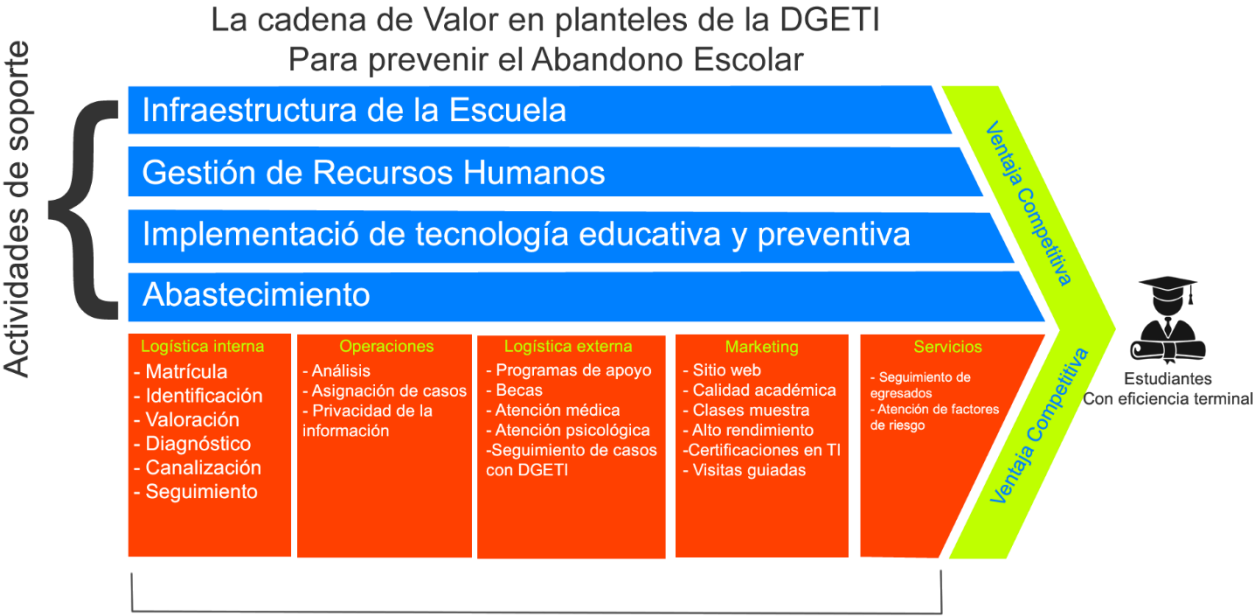 La cadena de Valor en planteles de la DGETI
Para prevenir el Abandono Escolar
Actividades de soporte
Infraestructura de la Escuela
Gestión de Recursos Humanos
Implementació de tecnología educativa y preventiva
Abastecimiento
Logística interna
- Matrícula
- Identificación
- Valoración
- Diagnóstico
- Canalización
- Seguimiento
Operaciones
- Análisis
- Asignación de casos
- Privacidad de la
información
Logística externa
- Programas de apoyo
- Becas
- Atención médica
- Atención psicológica
-Seguimiento de casos
con DGETI
Marketing
- Sitio web
- Calidad académica
- Clases muestra
- Alto rendimiento
-Certificaciones en TI
- Visitas guiadas
Servicios
- Seguimiento de
egresados
- Atención de factores
de riesgo
Ventaja Competitiva
Ventaja Competitiva
Estudiantes
Con eficiencia terminal